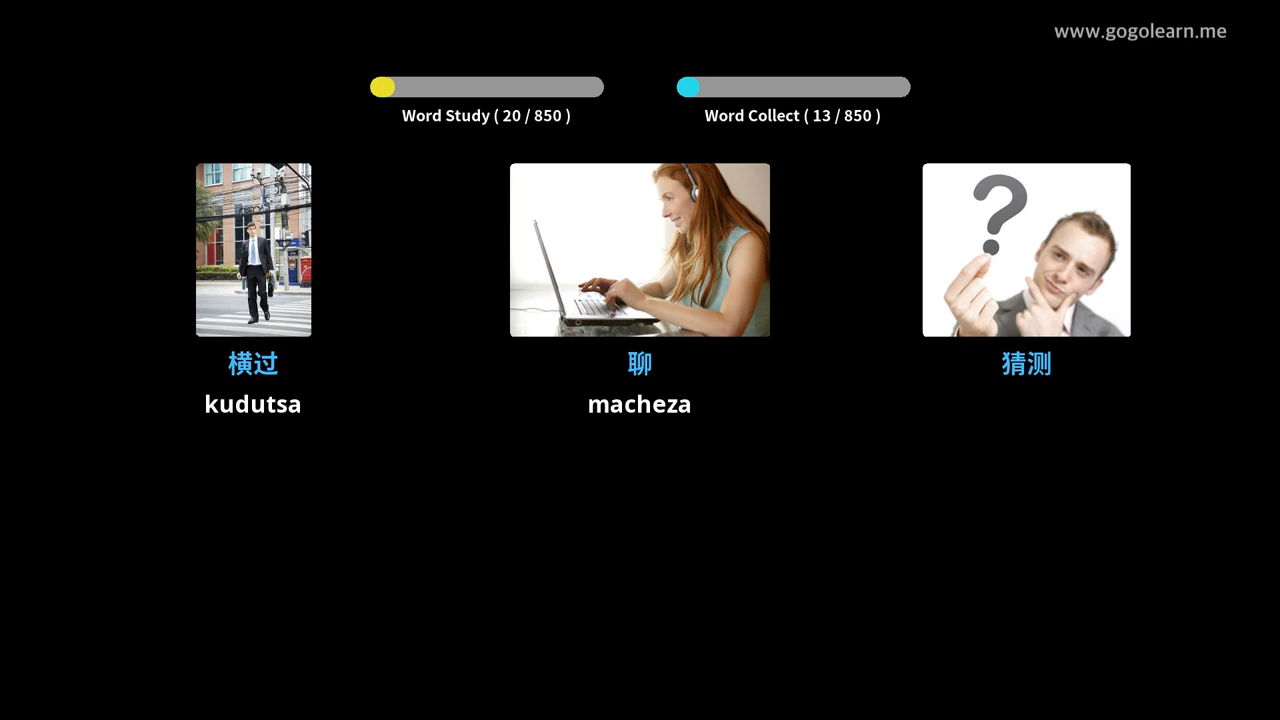 www.gogolearn.me
Word Study ( 20 / 850 )
Word Collect ( 13 / 850 )
横过
聊
猜测
kudutsa
macheza